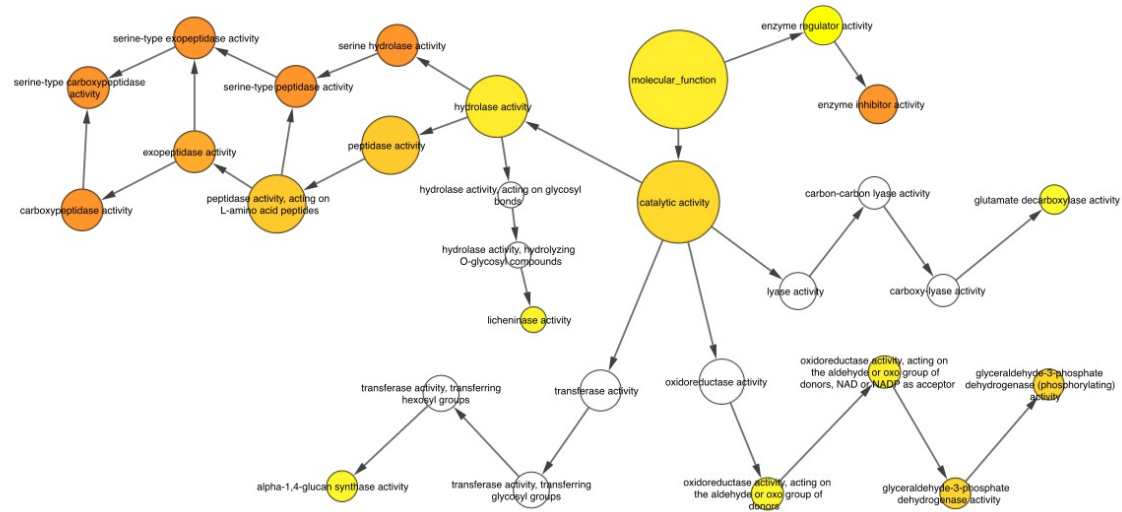 enzyme regulator activity
serine-type exopeptidase activity
serine hydrolase activity
serine-type carboxypeptidase
activity
serine-type peptidase activity
molecular_function
hydrolase activity
enzyme inhibitor activity
exopeptidase activity
peptidase activity
carboxypeptidase activity
peptidase activity, acting on
L-amino acid peptides
hydrolase activity, acting on glycosyl
bonds
catalytic activity
carbon-carbon lyase activity
glutamate decarboxylase activity
hydrolase activity, hydrolyzing
O-glycosyl compounds
lyase activity
carboxy-lyase activity
licheninase activity
transferase activity, transferring
hexosyl groups
transferase activity
oxidoreductase activity
oxidoreductase activity, acting on
the aldehyde or oxo group of
donors, NAD or NADP as acceptor
glyceraldehyde-3-phosphate
dehydrogenase (phosphorylating)
activity
alpha-1,4-glucan synthase activity
transferase activity, transferring
glycosyl groups
oxidoreductase activity, acting on
the aldehyde or oxo group of
donors
glyceraldehyde-3-phosphate
dehydrogenase activity